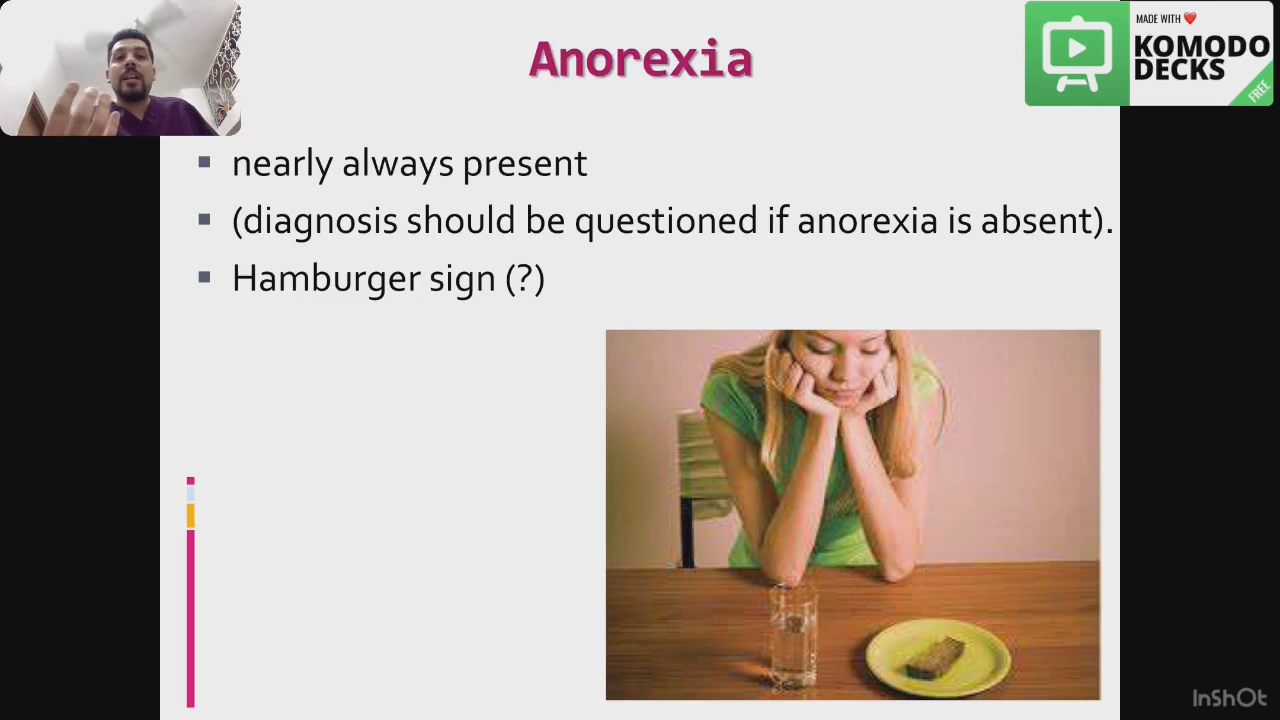 Anorexia
MADE WITH ❤️
KOMODO
DECKS
FREE
nearly always present
(diagnosis should be questioned if anorexia is absent).
Hamburger sign (?)
InShOt